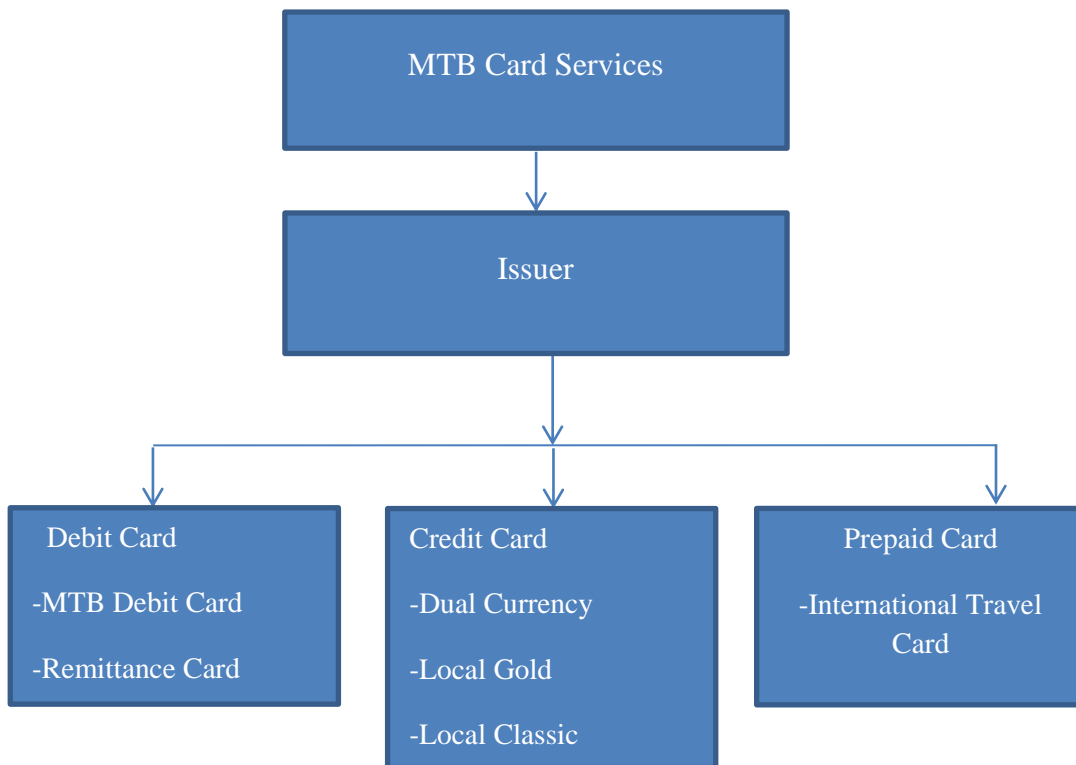 MTB Card Services
Issuer
Debit Card
-MTB Debit Card
-Remittance Card
Credit Card
-Dual Currency
-Local Gold
-Local Classic
Prepaid Card
-International Travel
Card